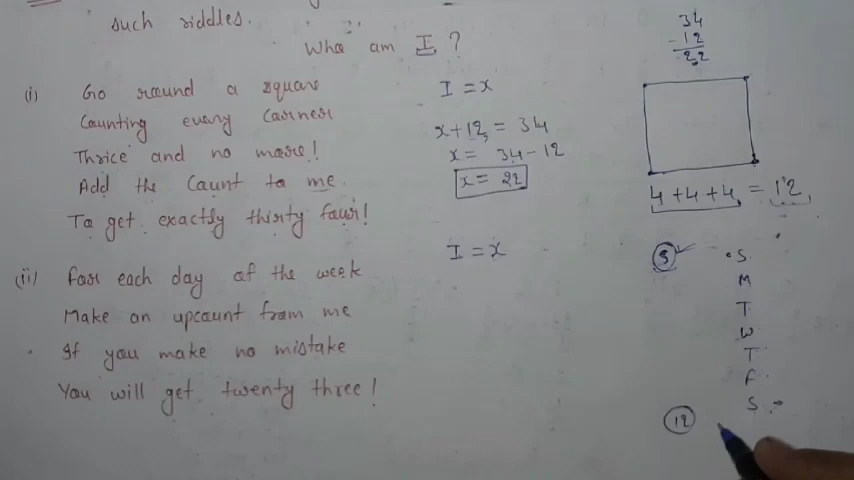 such riddles.
Who am I ?
(i) Go round a square
Counting every Corner
Thrice and no more!
Add the Count to me
To get exactly thirty four!
I = x
x + 12 = 34
x = 34 - 12
x = 22
34
- 12
22
4 + 4 + 4 = 12
(ii) For each day of the week
Make an upcount from me
If you make no mistake
You will get twenty three!
I = x
5
S
M
T
W
T
F
S
12